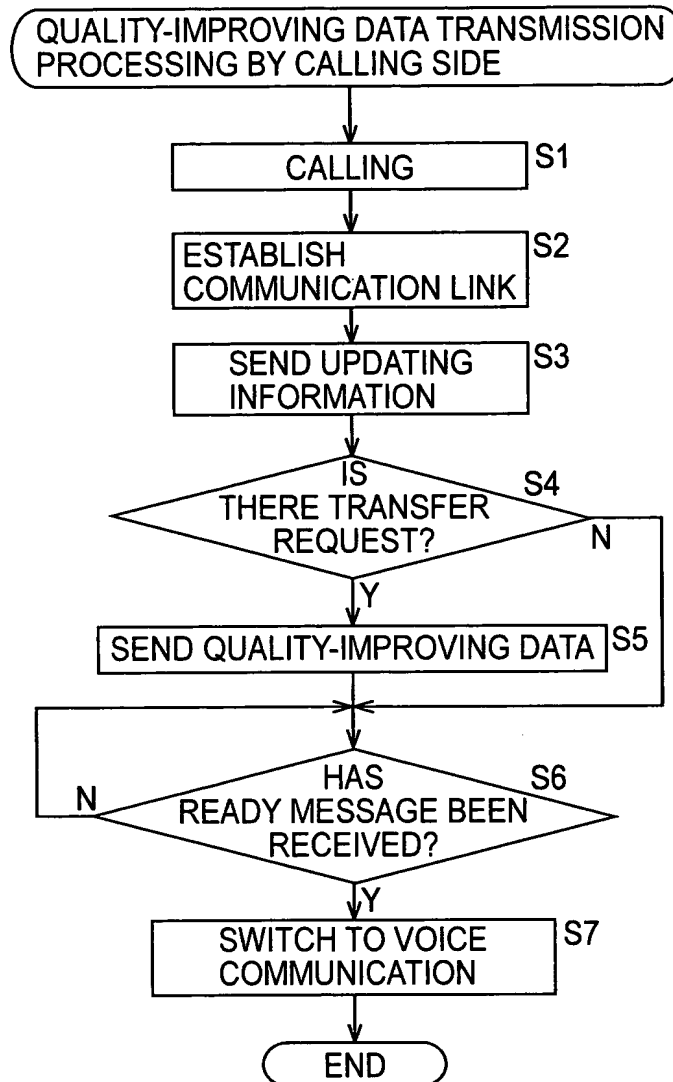 QUALITY-IMPROVING DATA TRANSMISSION
PROCESSING BY CALLING SIDE
CALLING
S1
ESTABLISH
COMMUNICATION LINK
S2
SEND UPDATING
INFORMATION
S3
IS
THERE TRANSFER
REQUEST?
S4
N
Y
SEND QUALITY-IMPROVING DATA
S5
HAS
READY MESSAGE BEEN
RECEIVED?
S6
N
Y
SWITCH TO VOICE
COMMUNICATION
S7
END